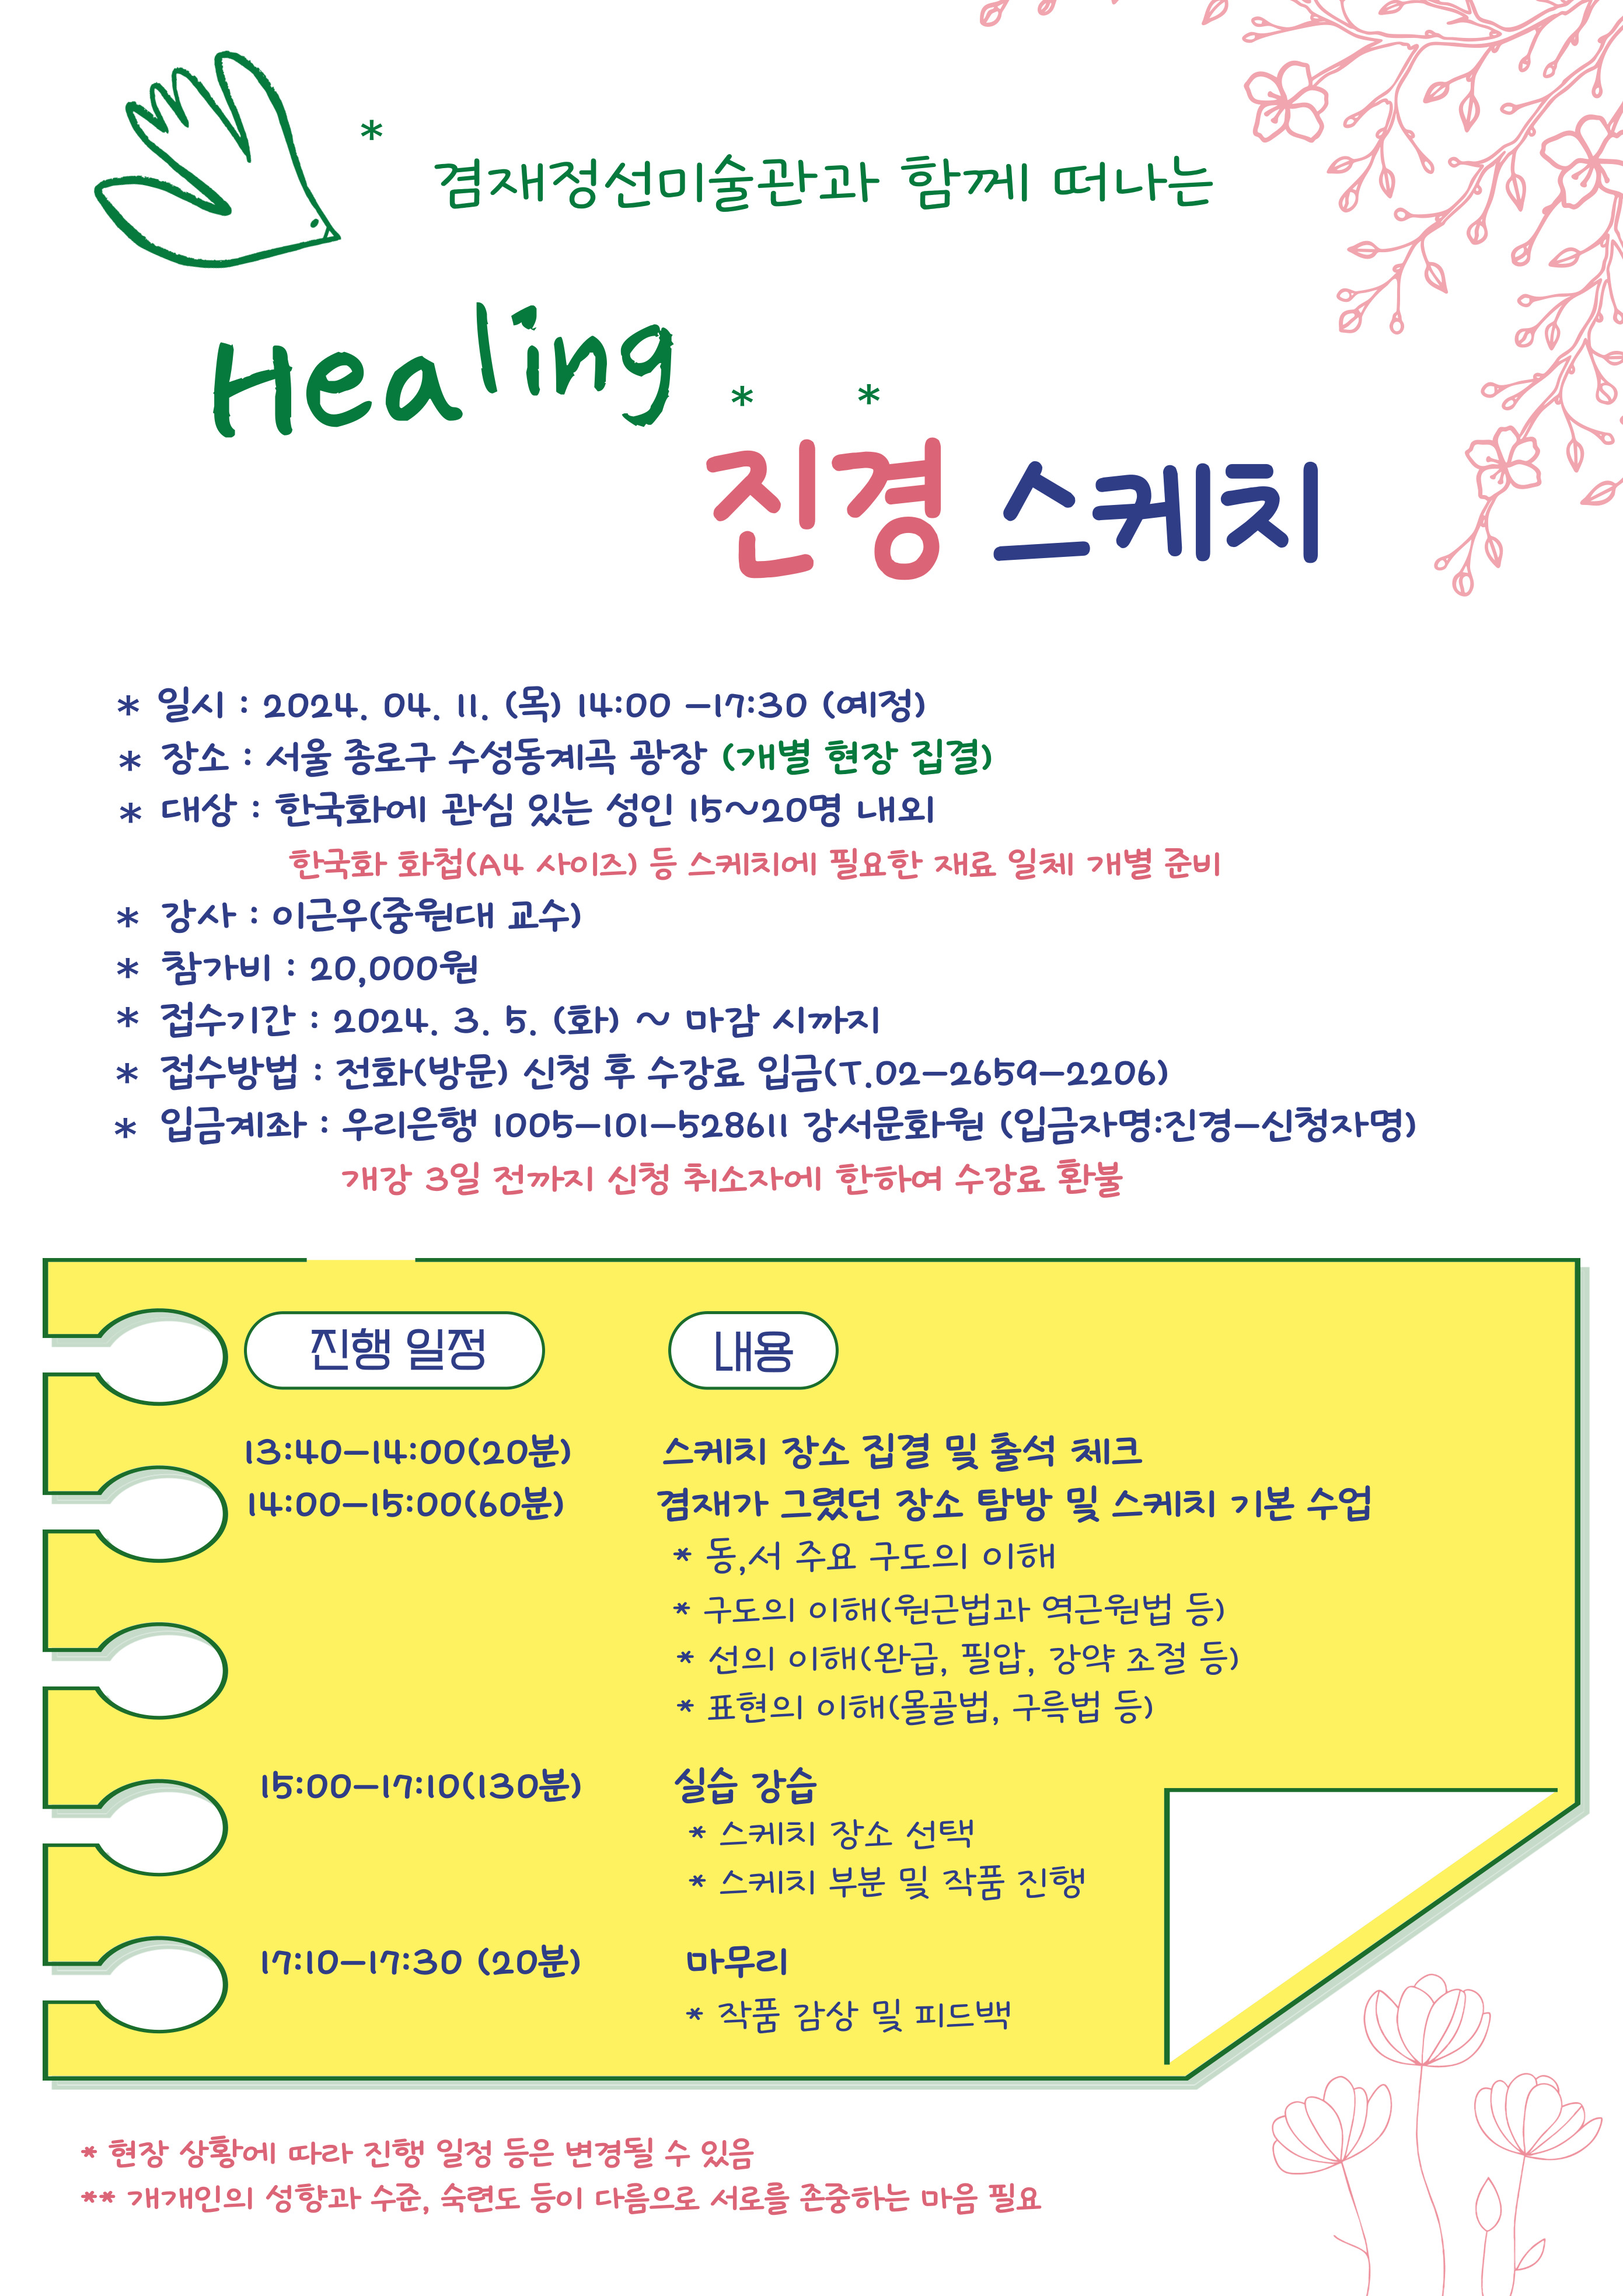 *
겸재정선미술관과 함께 떠나는
Healing
* *
진경 스케치
* 일시 : 2024. 04. 11. (목) 14:00 -17:30 (예정)
* 장소 : 서울 종로구 수성동계곡 광장 (개별 현장 집결)
* 대상 : 한국화에 관심 있는 성인 15~20명 내외
한국화 화첩(A4 사이즈) 등 스케치에 필요한 재료 일체 개별 준비
* 강사 : 이근우(중원대 교수)
* 참가비 : 20,000원
* 접수기간 : 2024. 3. 5. (화) ~ 마감 시까지
* 접수방법 : 전화(방문) 신청 후 수강료 입금(T.02-2659-2206)
* 입금계좌 : 우리은행 1005-101-528611 강서문화원 (입금자명:진경-신청자명)
개강 3일 전까지 신청 취소자에 한하여 수강료 환불
진행 일정 내용
13:40-14:00(20분) 스케치 장소 집결 및 출석 체크
14:00-15:00(60분) 겸재가 그렸던 장소 탐방 및 스케치 기본 수업
* 동,서 주요 구도의 이해
* 구도의 이해(원근법과 역근원법 등)
* 선의 이해(완급, 필압, 강약 조절 등)
* 표현의 이해(몰골법, 구륵법 등)
15:00-17:10(130분) 실습 강습
* 스케치 장소 선택
* 스케치 부분 및 작품 진행
17:10-17:30 (20분) 마무리
* 작품 감상 및 피드백
* 현장 상황에 따라 진행 일정 등은 변경될 수 있음
** 개개인의 성향과 수준, 숙련도 등이 다름으로 서로를 존중하는 마음 필요